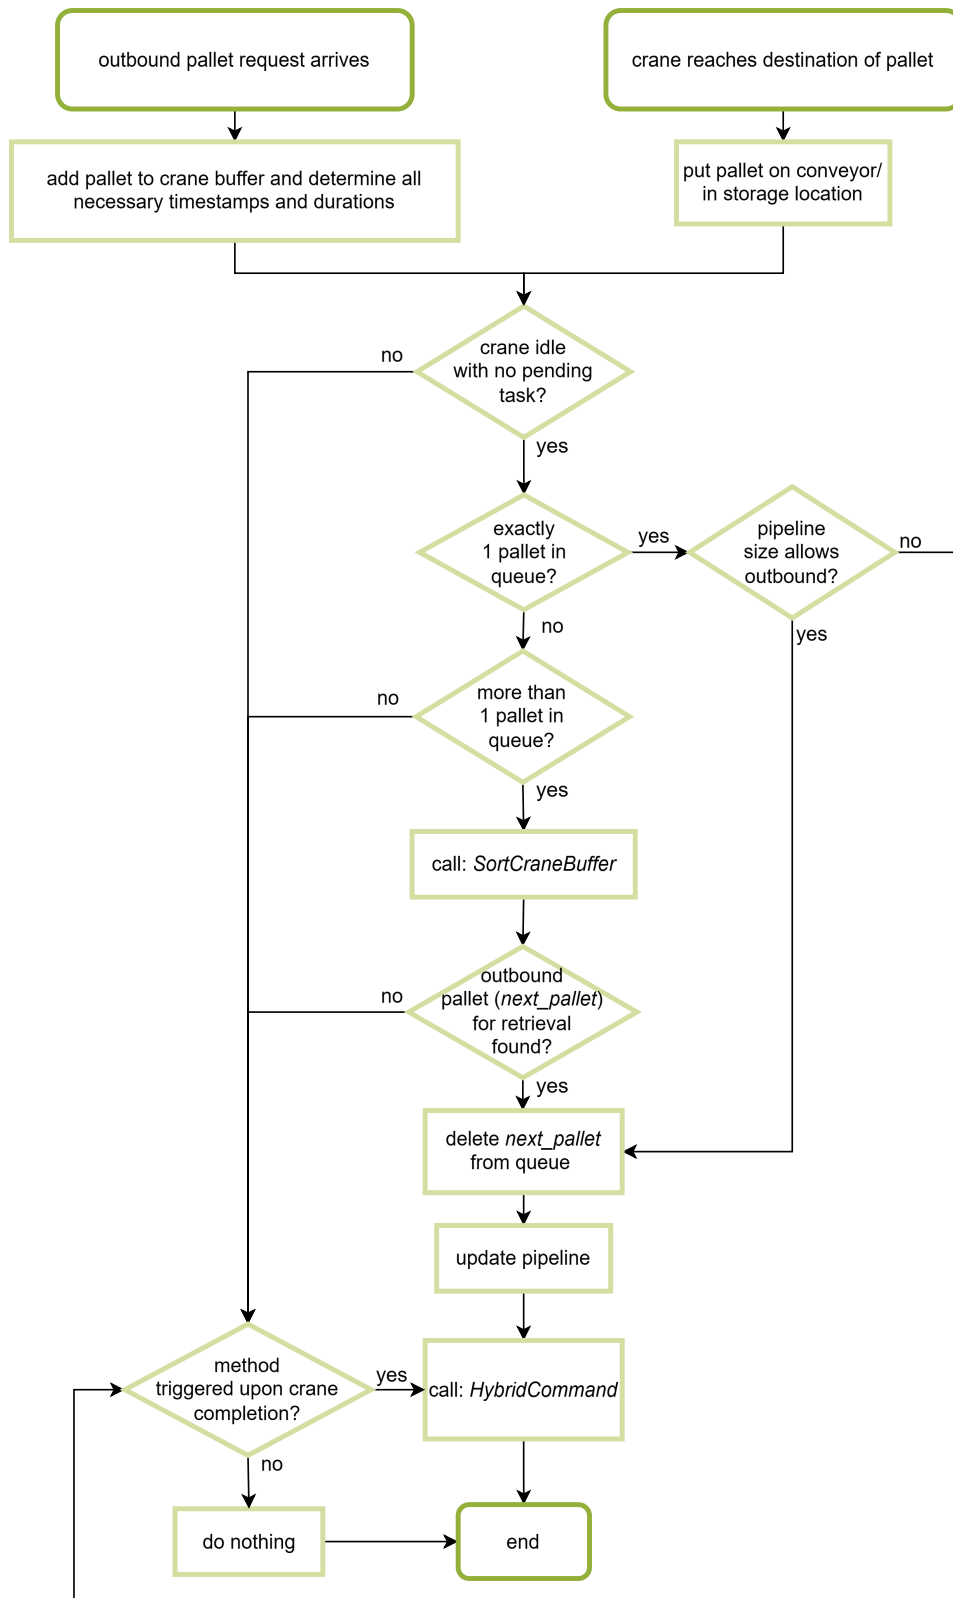 outbound pallet request arrives
crane reaches destination of pallet
add pallet to crane buffer and determine all
necessary timestamps and durations
put pallet on conveyor/
in storage location
no
crane idle
with no pending
task?
yes
exactly
1 pallet in
queue?
yes
pipeline
size allows
outbound?
no
no
yes
no
more than
1 pallet in
queue?
yes
call: SortCraneBuffer
no
outbound
pallet (next_pallet)
for retrieval
found?
yes
delete next_pallet
from queue
update pipeline
method
triggered upon crane
completion?
yes
call: HybridCommand
no
do nothing
end